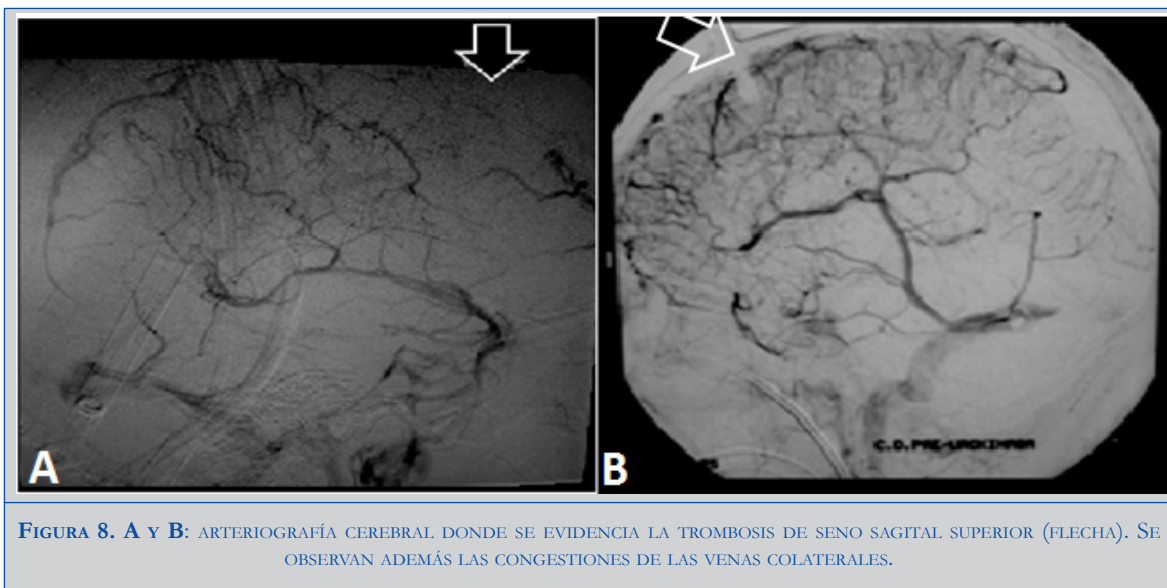 A
B
C.D. PRE-UROKINASA
FIGURA 8. A Y B: ARTERIOGRAFÍA CEREBRAL DONDE SE EVIDENCIA LA TROMBOSIS DE SENO SAGITAL SUPERIOR (FLECHA). SE
OBSERVAN ADEMÁS LAS CONGESTIONES DE LAS VENAS COLATERALES.